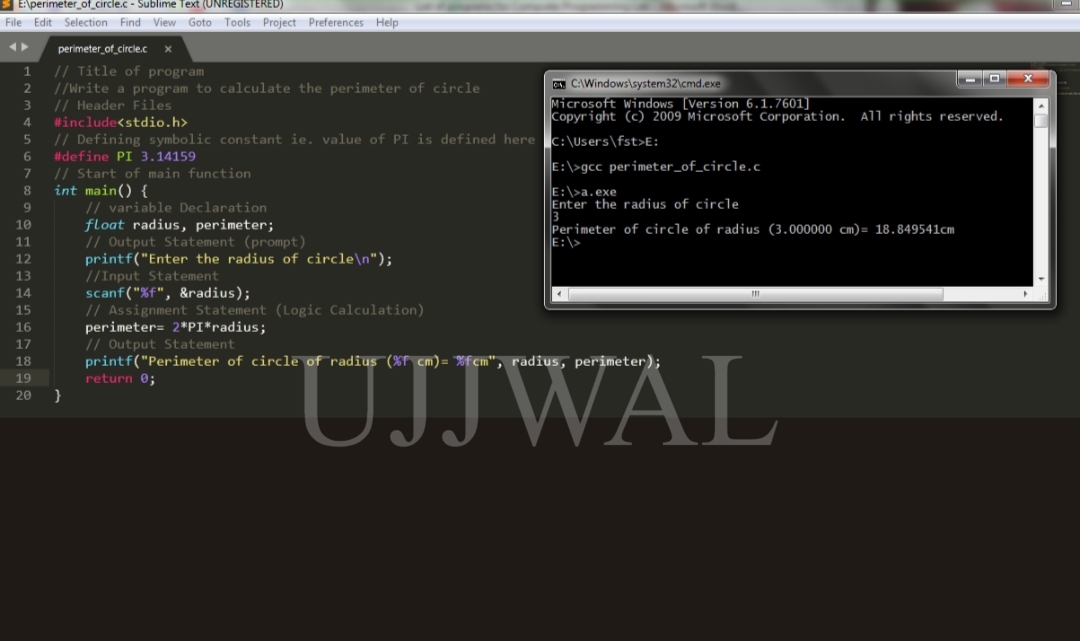 E:\perimeter_of_circle.c - Sublime Text (UNREGISTERED)
File Edit Selection Find View Goto Tools Project Preferences Help
perimeter_of_circle.c ×
1 // Title of program
2 //Write a program to calculate the perimeter of circle
3 // Header Files
4 #include<stdio.h>
5 // Defining symbolic constant ie. value of PI is defined here
6 #define PI 3.14159
7 // Start of main function
8 int main() {
9 // variable Declaration
10 float radius, perimeter;
11 // Output Statement (prompt)
12 printf("Enter the radius of circle\n");
13 //Input Statement
14 scanf("%f", &radius);
15 // Assignment Statement (Logic Calculation)
16 perimeter= 2*PI*radius;
17 // Output Statement
18 printf("Perimeter of circle of radius (%f cm)= %fcm", radius, perimeter);
19 return 0;
20 }
C:\Windows\system32\cmd.exe
Microsoft Windows [Version 6.1.7601]
Copyright (c) 2009 Microsoft Corporation. All rights reserved.
C:\Users\fst>E:
E:\>gcc perimeter_of_circle.c
E:\>a.exe
Enter the radius of circle
3
Perimeter of circle of radius (3.000000 cm)= 18.849541cm
E:\>
UJJWAL